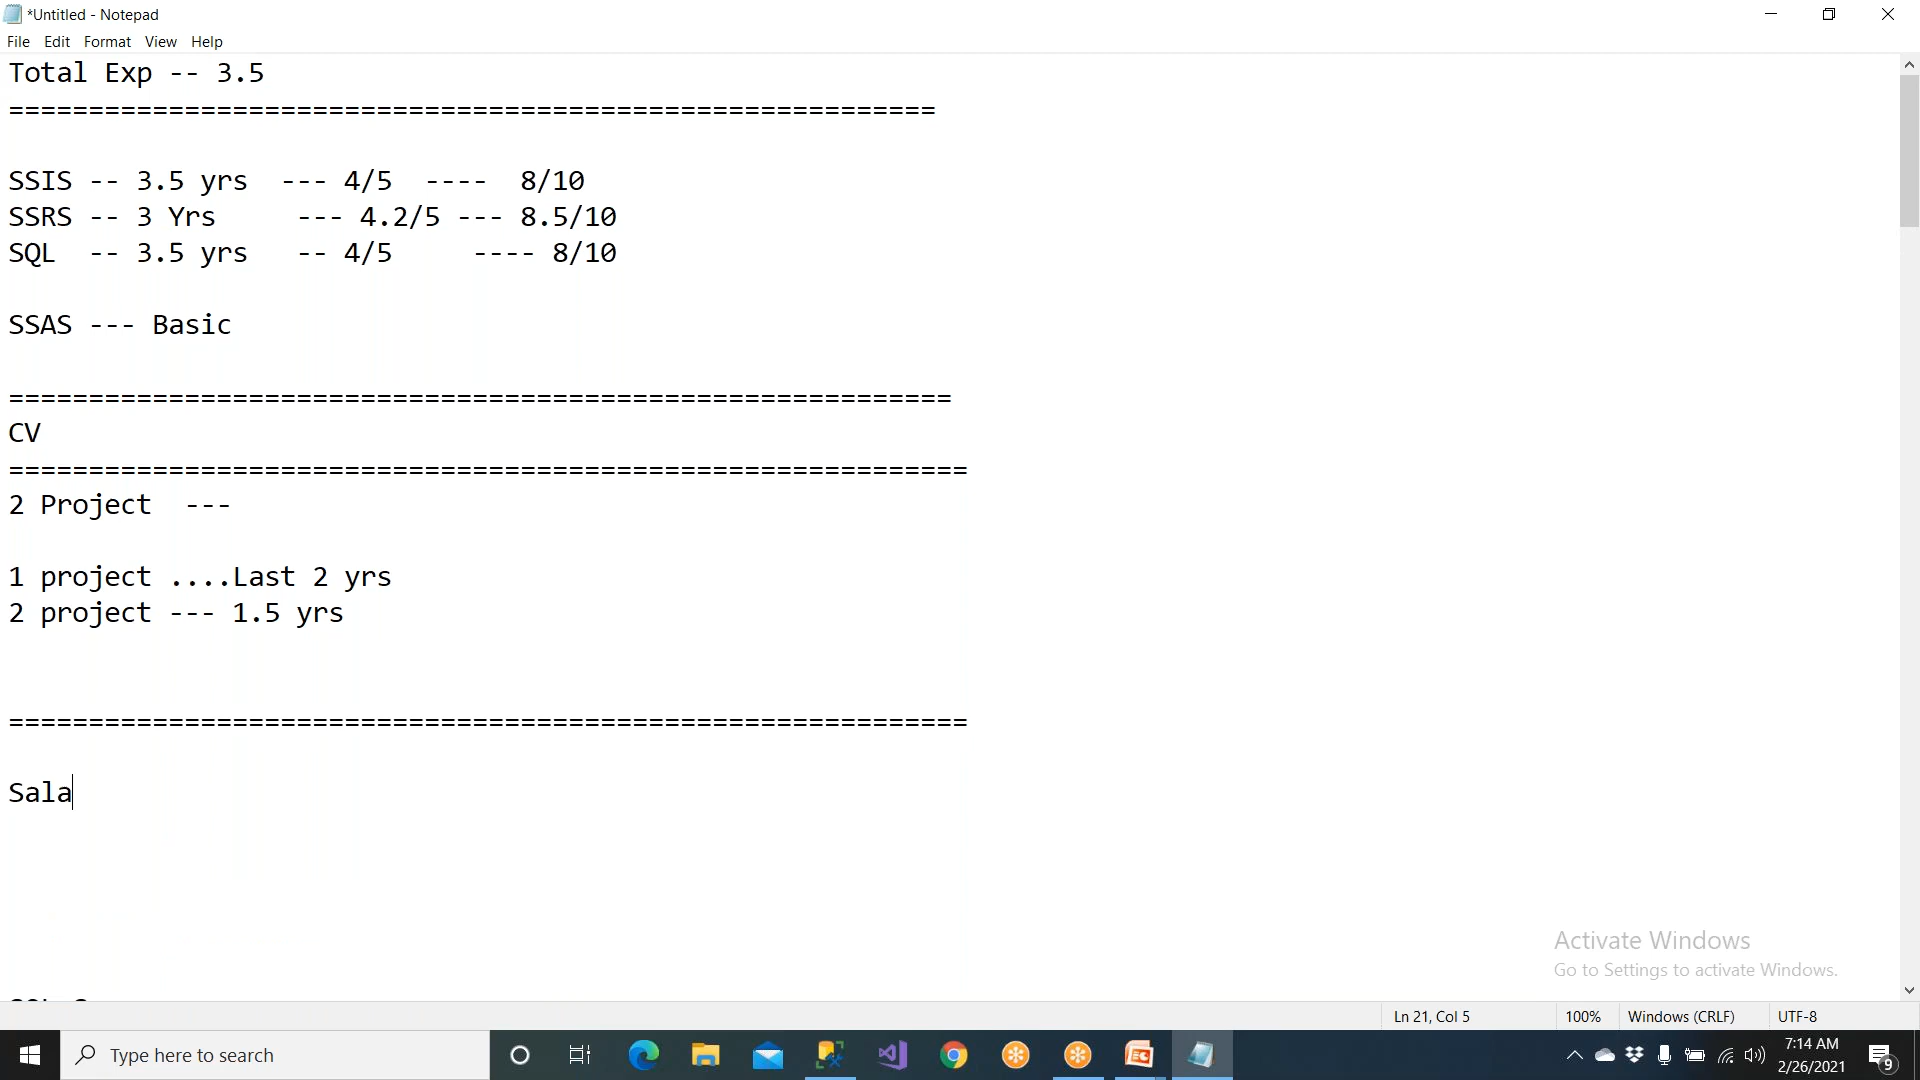 *Untitled - Notepad
File Edit Format View Help
Total Exp -- 3.5
==========================================================
SSIS -- 3.5 yrs  --- 4/5  ----  8/10
SSRS -- 3 Yrs     --- 4.2/5 --- 8.5/10
SQL  -- 3.5 yrs   -- 4/5     ---- 8/10
SSAS --- Basic
===========================================================
CV
============================================================
2 Project  ---
1 project ....Last 2 yrs
2 project --- 1.5 yrs
============================================================
Sala
Activate Windows
Go to Settings to activate Windows.
Ln 21, Col 5 100% Windows (CRLF) UTF-8
Type here to search
7:14 AM
2/26/2021
9